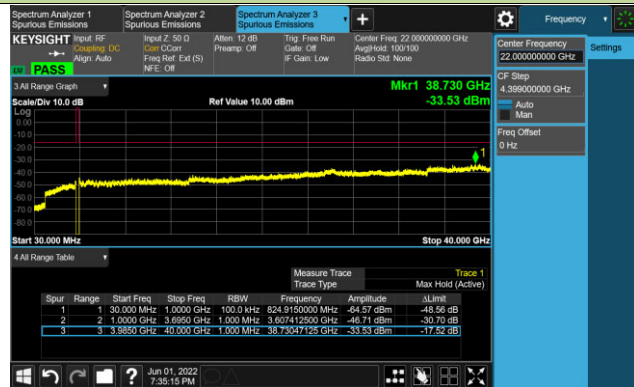 Spectrum Analyzer 1
Spurious Emissions
Spectrum Analyzer 2
Spurious Emissions
Spectrum Analyzer 3
Spurious Emissions
Frequency
KEYSIGHT
Input: RF
Coupling: DC
Align: Auto
Input Z: 50 Ω
Corr CCorr
Freq Ref: Ext (S)
NFE: Off
Atten: 12 dB
Preamp: Off
Trig: Free Run
Gate: Off
IF Gain: Low
Center Freq: 22.000000000 GHz
Avg|Hold: 100/100
Radio Std: None
PASS
Center Frequency
22.000000000 GHz
Settings
CF Step
4.399000000 GHz
Auto
Man
Freq Offset
0 Hz
3 All Range Graph
Mkr1 38.730 GHz
Scale/Div 10.0 dB
Ref Value 10.00 dBm
-33.53 dBm
Log
0.00
-10.0
-20.0
-30.0
-40.0
-50.0
-60.0
-70.0
-80.0
1
Start 30.000 MHz
Stop 40.000 GHz
4 All Range Table
Measure Trace Trace 1
Trace Type Max Hold (Active)
Spur Range Start Freq Stop Freq RBW Frequency Amplitude ΔLimit
1 1 30.000 MHz 1.0000 GHz 100.0 kHz 824.9150000 MHz -64.57 dBm -48.56 dB
2 2 1.0000 GHz 3.6950 GHz 1.000 MHz 3.607412500 GHz -46.71 dBm -30.70 dB
3 3 3.9850 GHz 40.000 GHz 1.000 MHz 38.73047125 GHz -33.53 dBm -17.52 dB
Jun 01, 2022
7:35:15 PM